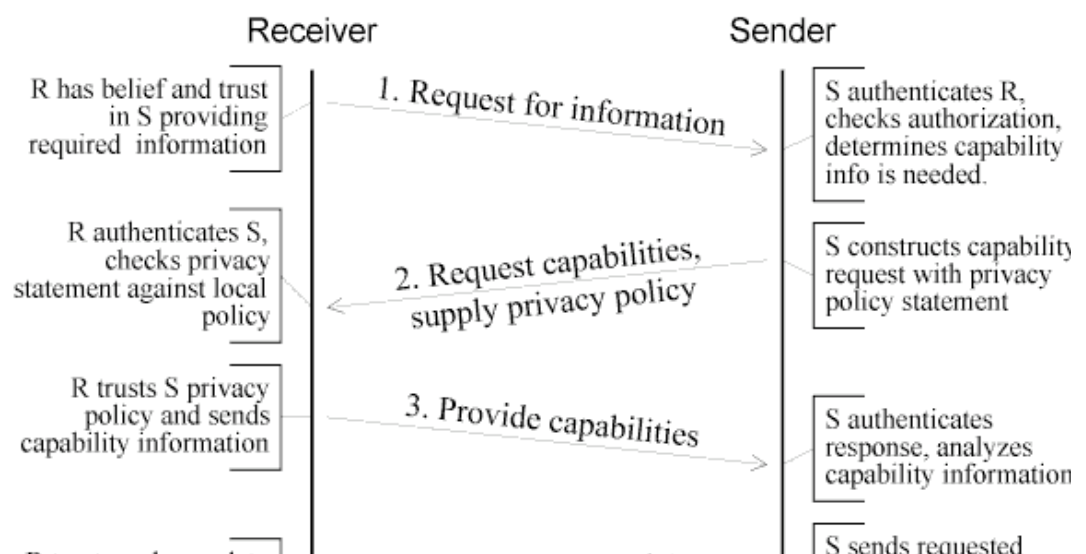 Receiver
Sender
R has belief and trust
in S providing
required information
1. Request for information
S authenticates R,
checks authorization,
determines capability
info is needed.
R authenticates S,
checks privacy
statement against local
policy
2. Request capabilities,
supply privacy policy
S constructs capability
request with privacy
policy statement
R trusts S privacy
policy and sends
capability information
3. Provide capabilities
S authenticates
response, analyzes
capability information
S sends requested